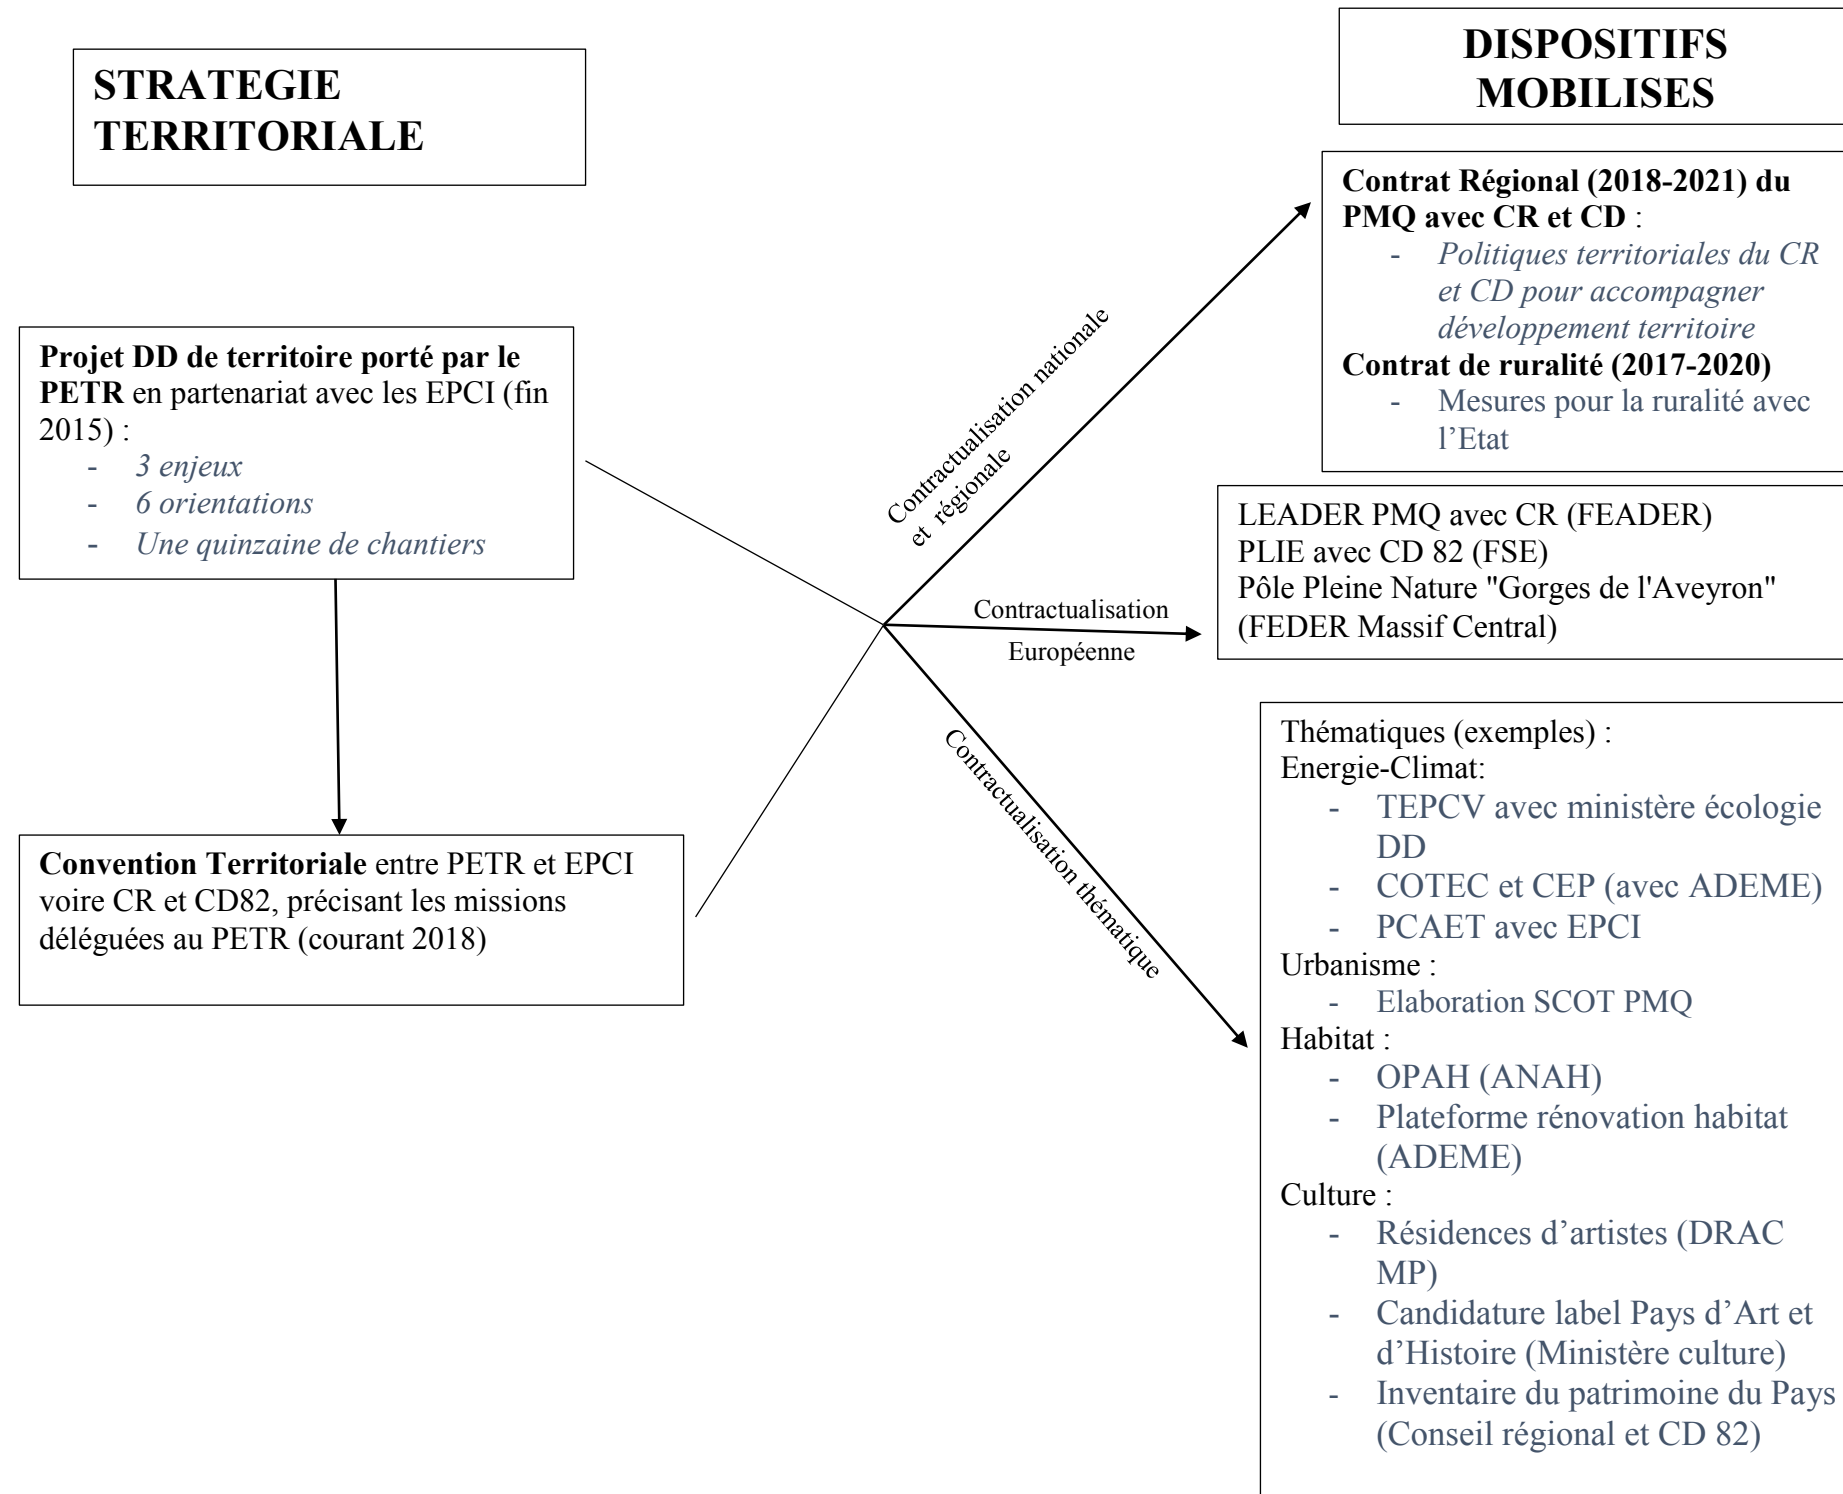 STRATEGIE
TERRITORIALE
Projet DD de territoire porté par le
PETR en partenariat avec les EPCI (fin
2015) :
- 3 enjeux
- 6 orientations
- Une quinzaine de chantiers
Convention Territoriale entre PETR et EPCI
voire CR et CD82, précisant les missions
déléguées au PETR (courant 2018)
Contractualisation nationale
et régionale
Contractualisation
Européenne
Contractualisation thématique
DISPOSITIFS
MOBILISES
Contrat Régional (2018-2021) du
PMQ avec CR et CD :
- Politiques territoriales du CR
et CD pour accompagner
développement territoire
Contrat de ruralité (2017-2020)
- Mesures pour la ruralité avec
l’Etat
LEADER PMQ avec CR (FEADER)
PLIE avec CD 82 (FSE)
Pôle Pleine Nature "Gorges de l'Aveyron"
(FEDER Massif Central)
Thématiques (exemples) :
Energie-Climat:
- TEPCV avec ministère écologie
DD
- COTEC et CEP (avec ADEME)
- PCAET avec EPCI
Urbanisme :
- Elaboration SCOT PMQ
Habitat :
- OPAH (ANAH)
- Plateforme rénovation habitat
(ADEME)
Culture :
- Résidences d’artistes (DRAC
MP)
- Candidature label Pays d’Art et
d’Histoire (Ministère culture)
- Inventaire du patrimoine du Pays
(Conseil régional et CD 82)